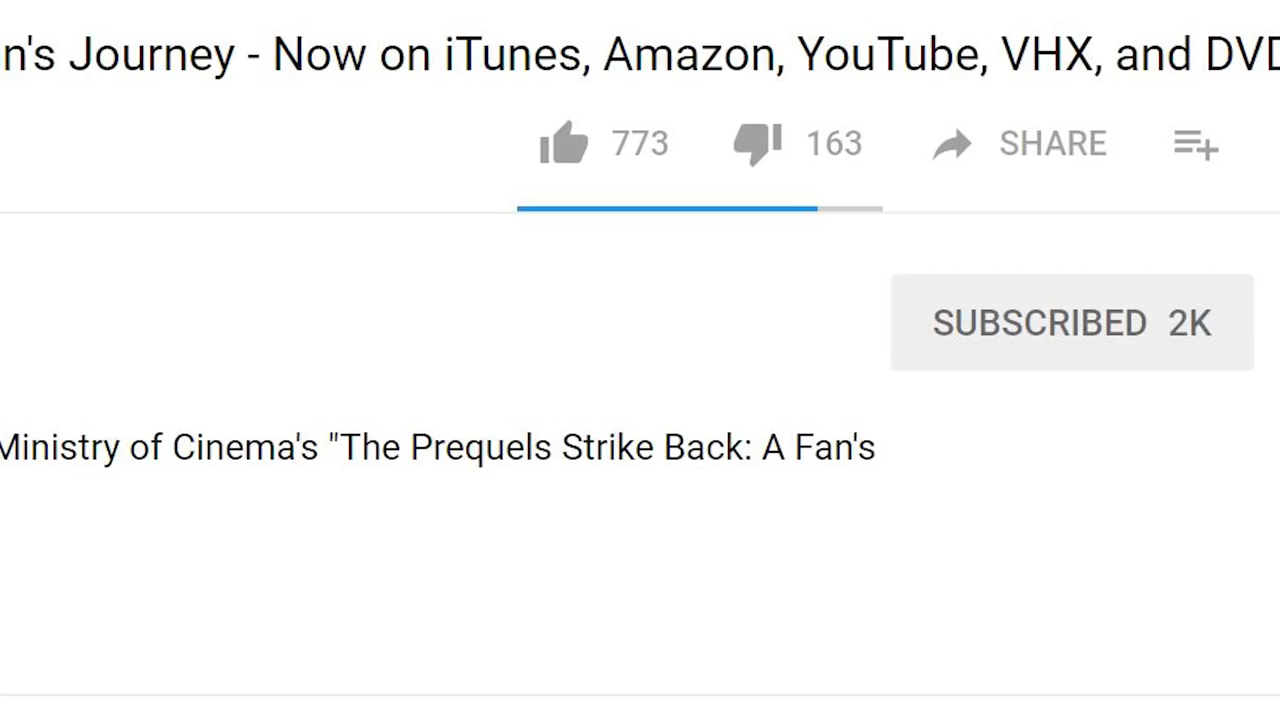 n's Journey - Now on iTunes, Amazon, YouTube, VHX, and DVD
773 163 SHARE
SUBSCRIBED 2K
Ministry of Cinema's "The Prequels Strike Back: A Fan's